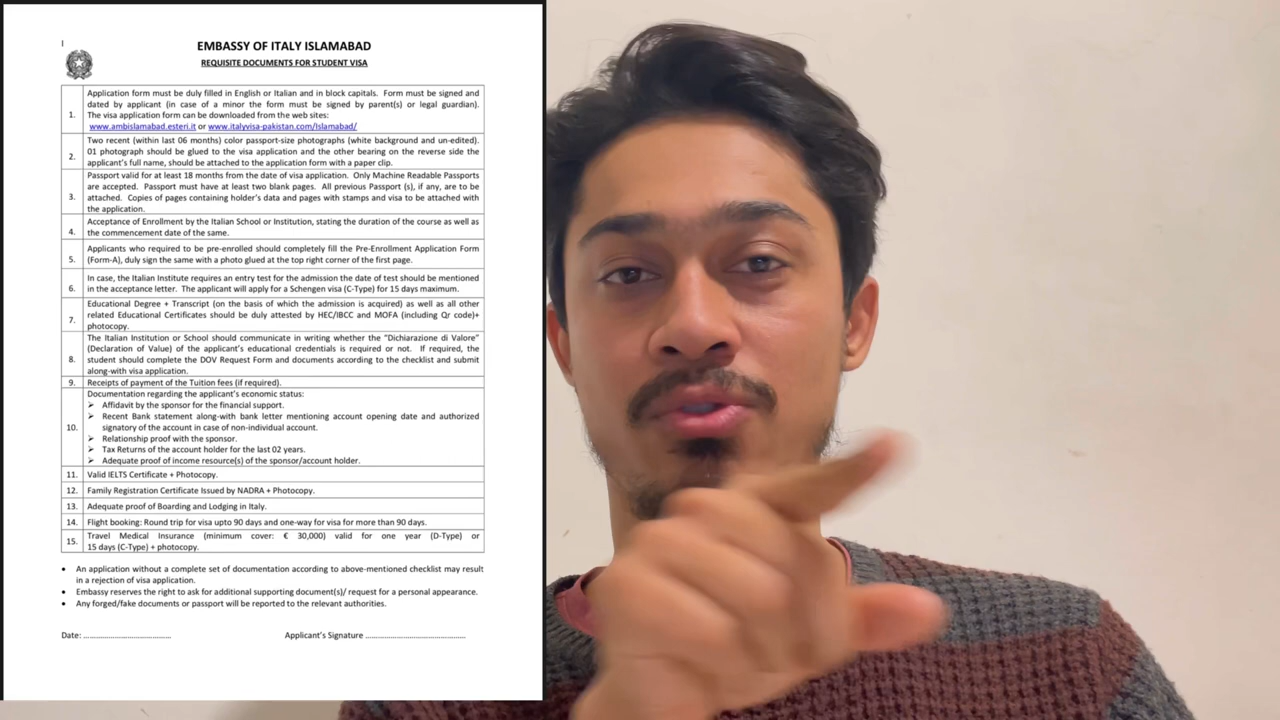 EMBASSY OF ITALY ISLAMABAD
REQUISITE DOCUMENTS FOR STUDENT VISA
1.
Application form must be duly filled in English or Italian and in block capitals. Form must be signed and
dated by applicant (in case of a minor the form must be signed by parent(s) or legal guardian).
The visa application form can be downloaded from the web sites:
www.ambislamabad.esteri.it or www.italyvisa-pakistan.com/Islamabad/
2.
Two recent (within last 06 months) color passport-size photographs (white background and un-edited).
01 photograph should be glued to the visa application and the other bearing on the reverse side the
applicant's full name, should be attached to the application form with a paper clip.
3.
Passport valid for at least 18 months from the date of visa application. Only Machine Readable Passports
are accepted. Passport must have at least two blank pages. All previous Passport (s), if any, are to be
attached. Copies of pages containing holder's data and pages with stamps and visa to be attached with
the application.
4.
Acceptance of Enrollment by the Italian School or Institution, stating the duration of the course as well as
the commencement date of the same.
5.
Applicants who required to be pre-enrolled should completely fill the Pre-Enrollment Application Form
(Form-A), duly sign the same with a photo glued at the top right corner of the first page.
6.
In case, the Italian Institute requires an entry test for the admission the date of test should be mentioned
in the acceptance letter. The applicant will apply for a Schengen visa (C-Type) for 15 days maximum.
7.
Educational Degree + Transcript (on the basis of which the admission is acquired) as well as all other
related Educational Certificates should be duly attested by HEC/IBCC and MOFA (including Qr code)+
photocopy.
8.
The Italian Institution or School should communicate in writing whether the "Dichiarazione di Valore"
(Declaration of Value) of the applicant's educational credentials is required or not. If required, the
student should complete the DOV Request Form and documents according to the checklist and submit
along-with visa application.
9. Receipts of payment of the Tuition fees (if required).
10.
Documentation regarding the applicant's economic status:
➢ Affidavit by the sponsor for the financial support.
➢ Recent Bank statement along-with bank letter mentioning account opening date and authorized
signatory of the account in case of non-individual account.
➢ Relationship proof with the sponsor.
➢ Tax Returns of the account holder for the last 02 years.
➢ Adequate proof of income resource(s) of the sponsor/account holder.
11. Valid IELTS Certificate + Photocopy.
12. Family Registration Certificate Issued by NADRA + Photocopy.
13. Adequate proof of Boarding and Lodging in Italy.
14. Flight booking: Round trip for visa upto 90 days and one-way for visa for more than 90 days.
15.
Travel Medical Insurance (minimum cover: € 30,000) valid for one year (D-Type) or
15 days (C-Type) + photocopy.
• An application without a complete set of documentation according to above-mentioned checklist may result
in a rejection of visa application.
• Embassy reserves the right to ask for additional supporting document(s)/ request for a personal appearance.
• Any forged/fake documents or passport will be reported to the relevant authorities.
Date: ........................................ Applicant's Signature .............................................